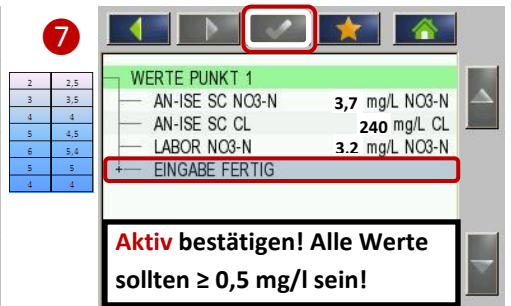 7
2 2,5
3 3,5
4 4
5 4,5
6 5,4
5 5
4 4
WERTE PUNKT 1
AN-ISE SC NO3-N 3,7 mg/L NO3-N
AN-ISE SC CL 240 mg/L CL
LABOR NO3-N 3.2 mg/L NO3-N
+ EINGABE FERTIG
Aktiv bestätigen! Alle Werte
sollten ≥ 0,5 mg/l sein!